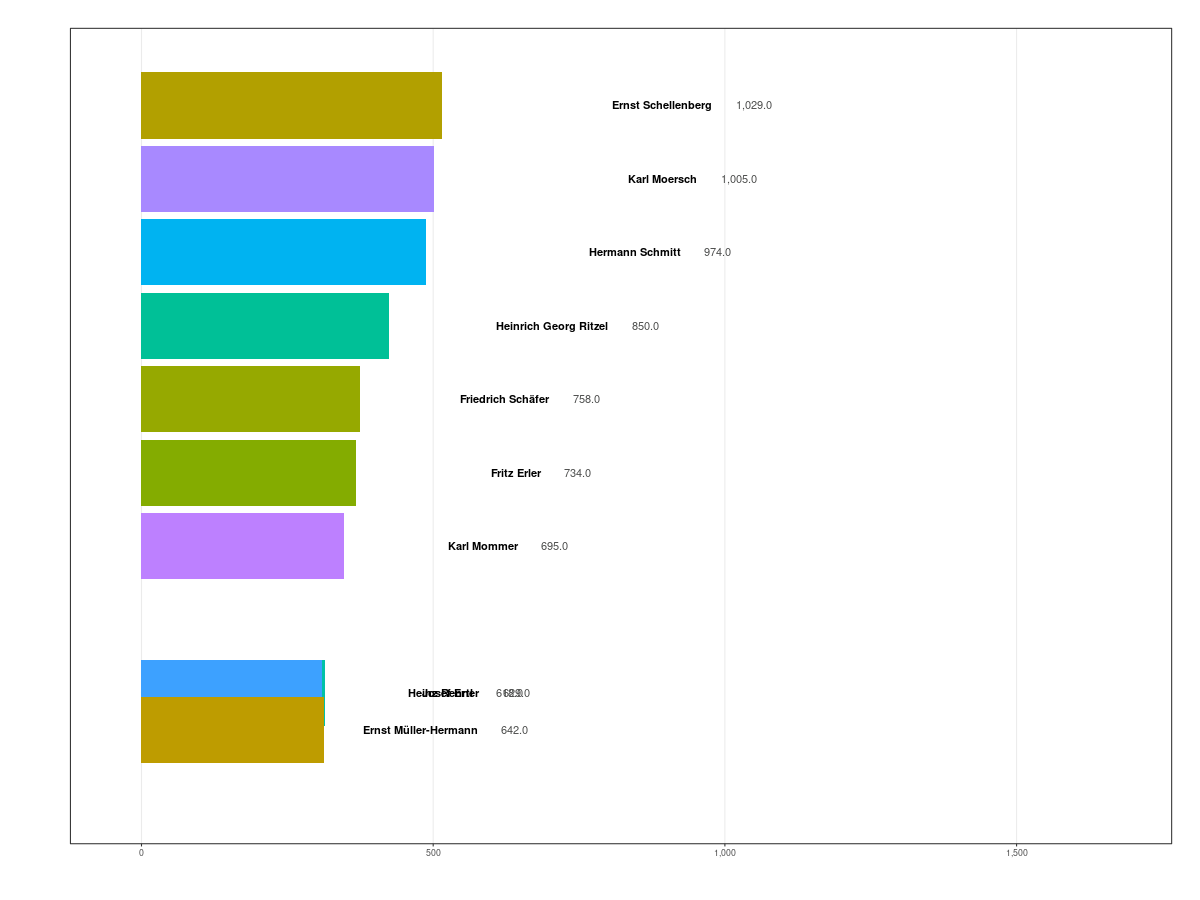 Ernst Schellenberg 1,029.0
Karl Moersch 1,005.0
Hermann Schmitt 974.0
Heinrich Georg Ritzel 850.0
Friedrich Schäfer 758.0
Fritz Erler 734.0
Karl Mommer 695.0
Ernst Müller-Hermann 642.0
0 500 1,000 1,500